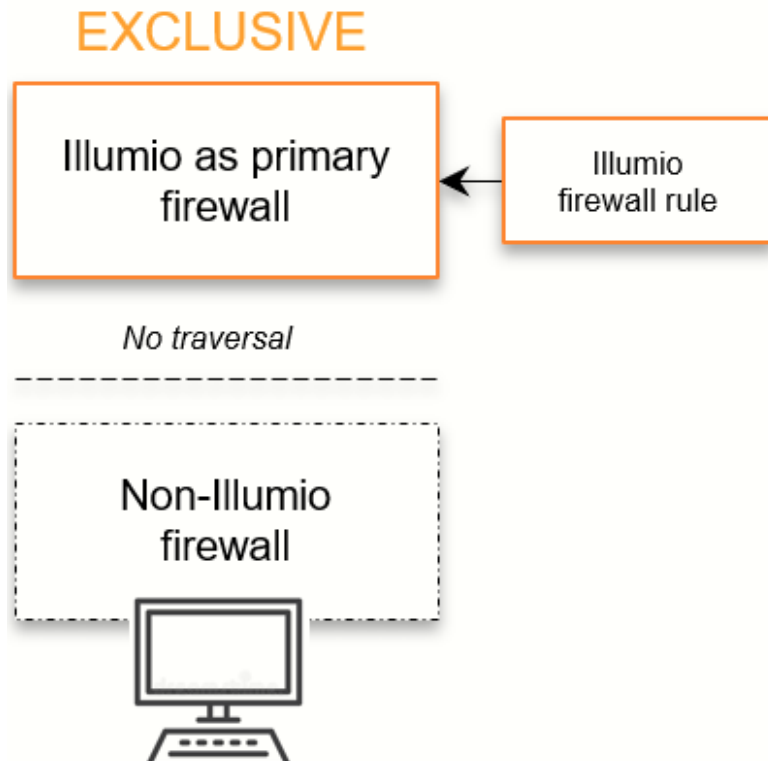 EXCLUSIVE
Illumio as primary
firewall
Illumio
firewall rule
No traversal
Non-Illumio
firewall